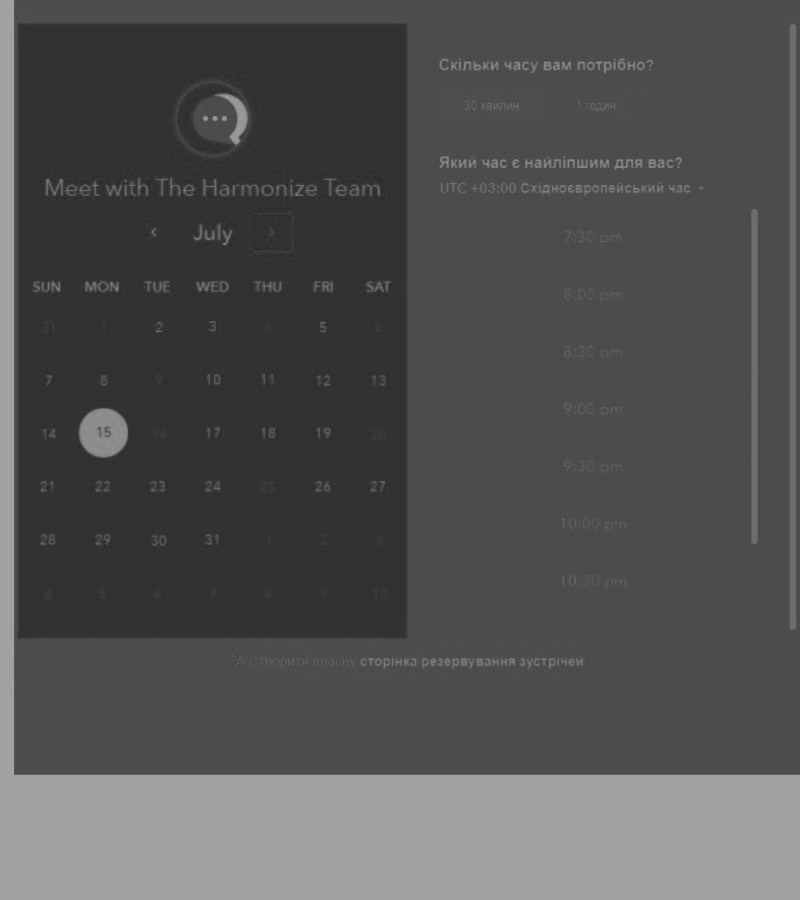 Meet with The Harmonize Team
July
SUN MON TUE WED THU FRI SAT
31 1 2 3 4 5 6
7 8 9 10 11 12 13
14 15 16 17 18 19 20
21 22 23 24 25 26 27
28 29 30 31 1 2 3
4 5 6 7 8 9 10
Скільки часу вам потрібно?
30 хвилин 1 годин
Який час є найліпшим для вас?
UTC +03:00 Східноєвропейський час
7:30 pm
8:00 pm
8:30 pm
9:00 pm
9:30 pm
10:00 pm
10:30 pm
Створити власну сторінка резервування зустрічей